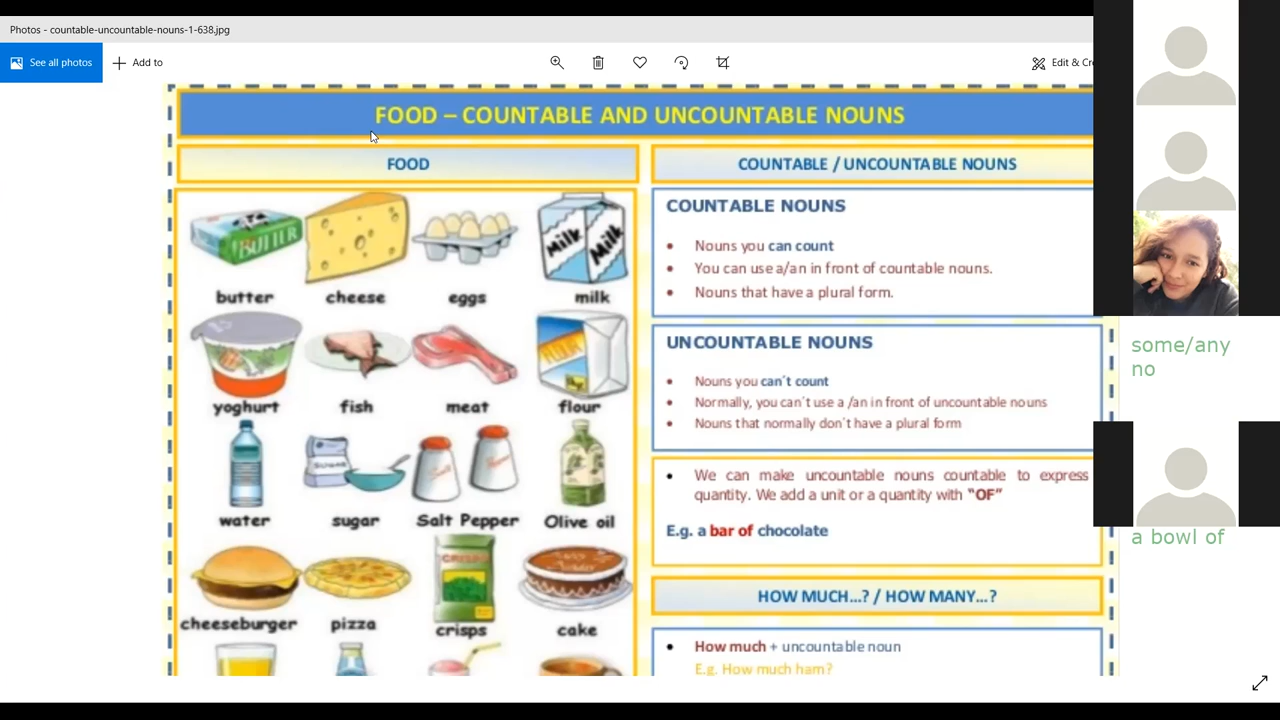 Photos - countable-uncountable-nouns-1-638.jpg
See all photos
Add to
Edit & Cr
FOOD – COUNTABLE AND UNCOUNTABLE NOUNS
FOOD
BUTTER
Milk Milk
butter cheese eggs milk
FLOUR
yoghurt fish meat flour
SUGAR
water sugar Salt Pepper Olive oil
CRISPS
cheeseburger pizza crisps cake
COUNTABLE / UNCOUNTABLE NOUNS
COUNTABLE NOUNS
• Nouns you can count
• You can use a/an in front of countable nouns.
• Nouns that have a plural form.
UNCOUNTABLE NOUNS
• Nouns you can´t count
• Normally, you can´t use a /an in front of uncountable nouns
• Nouns that normally don´t have a plural form
• We can make uncountable nouns countable to express
quantity. We add a unit or a quantity with “OF”
E.g. a bar of chocolate
HOW MUCH...? / HOW MANY...?
• How much + uncountable noun
E.g. How much ham?
some/any
no
a bowl of